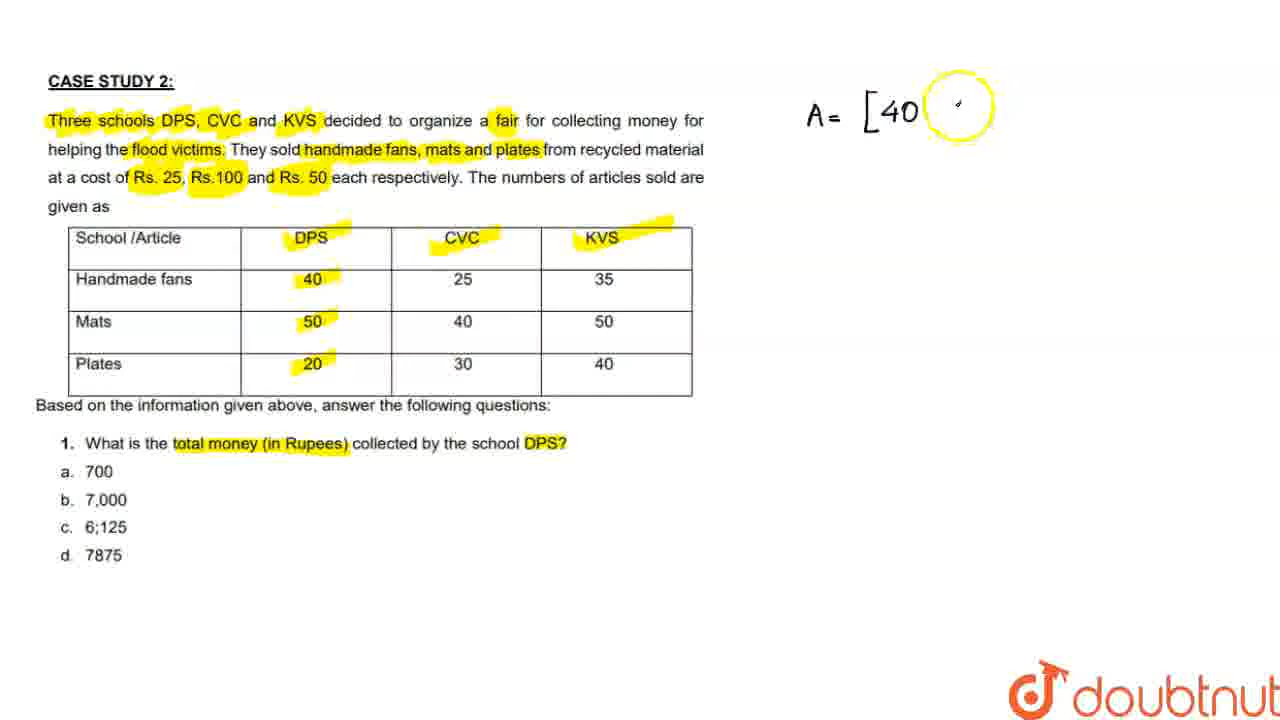 CASE STUDY 2:
Three schools DPS, CVC and KVS decided to organize a fair for collecting money for
helping the flood victims. They sold handmade fans, mats and plates from recycled material
at a cost of Rs. 25, Rs.100 and Rs. 50 each respectively. The numbers of articles sold are
given as
School /Article DPS CVC KVS
Handmade fans 40 25 35
Mats 50 40 50
Plates 20 30 40
Based on the information given above, answer the following questions:
1. What is the total money (in Rupees) collected by the school DPS?
a. 700
b. 7,000
c. 6;125
d. 7875
A = [40
doubtnut